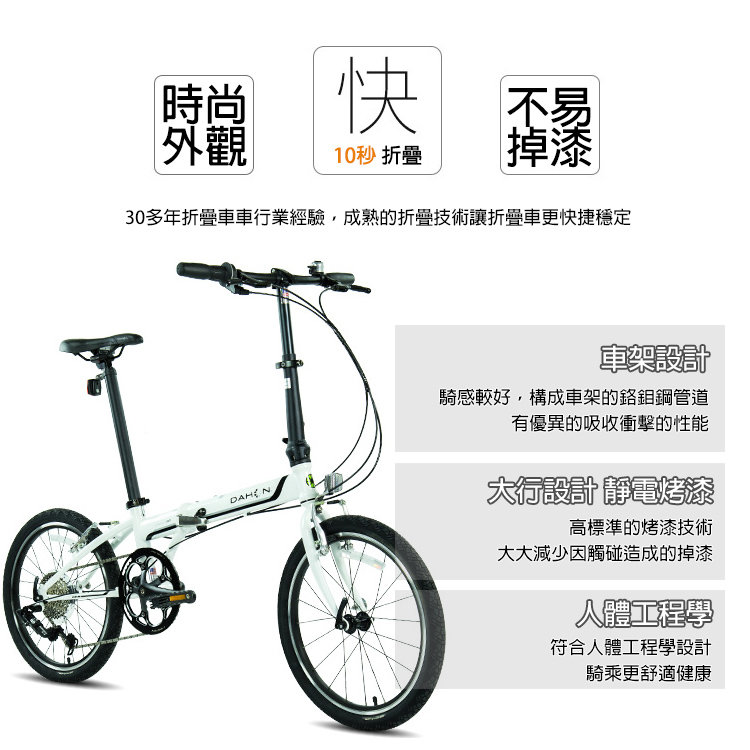 時尚
外觀
快
10秒 折疊
不易
掉漆
30多年折疊車車行業經驗，成熟的折疊技術讓折疊車更快捷穩定
車架設計
騎感較好，構成車架的鉻鉬鋼管道
有優異的吸收衝擊的性能
DAHON
大行設計 靜電烤漆
高標準的烤漆技術
大大減少因觸碰造成的掉漆
人體工程學
符合人體工程學設計
騎乘更舒適健康